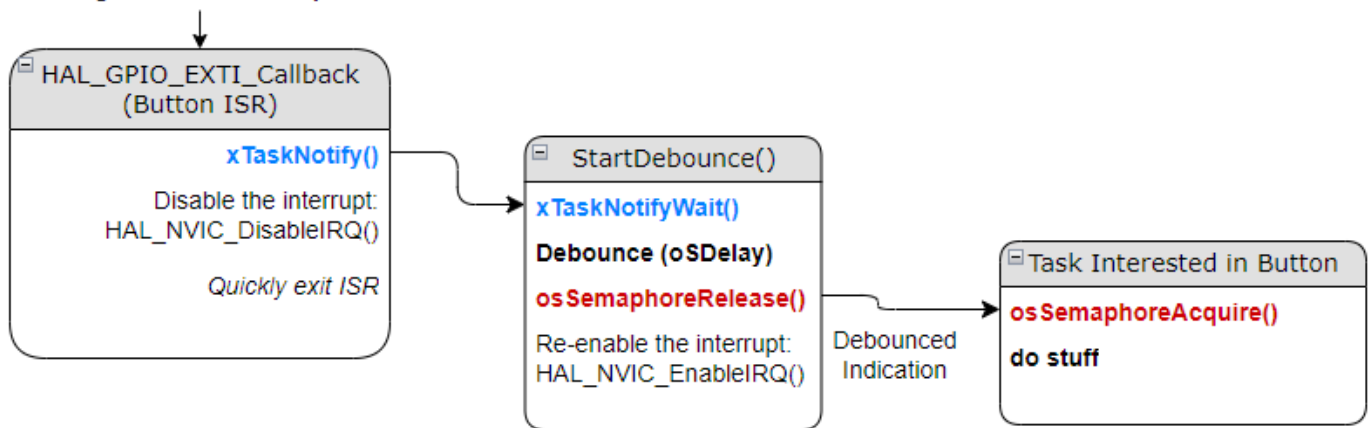 HAL_GPIO_EXTI_Callback
(Button ISR)
xTaskNotify()
Disable the interrupt:
HAL_NVIC_DisableIRQ()
Quickly exit ISR
StartDebounce()
xTaskNotifyWait()
Debounce (oSDelay)
osSemaphoreRelease()
Re-enable the interrupt:
HAL_NVIC_EnableIRQ()
Debounced
Indication
Task Interested in Button
osSemaphoreAcquire()
do stuff